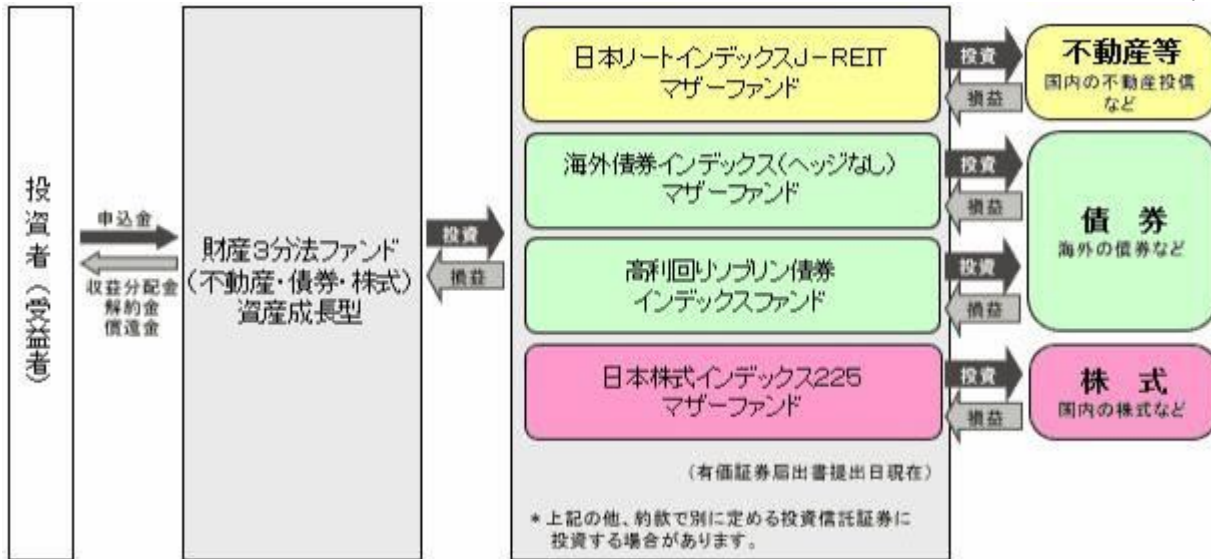 投資者（受益者）
申込金
収益分配金
解約金
償還金
財産3分法ファンド
（不動産・債券・株式）
資産成長型
投資
損益
日本リートインデックスJ－REIT
マザーファンド
投資
損益
不動産等
国内の不動産投信
など
海外債券インデックス（ヘッジなし）
マザーファンド
投資
損益
高利回りソブリン債券
インデックスファンド
投資
損益
債 券
海外の債券など
日本株式インデックス225
マザーファンド
投資
損益
株 式
国内の株式など
（有価証券届出書提出日現在）
＊上記の他、約款で別に定める投資信託証券に
投資する場合があります。